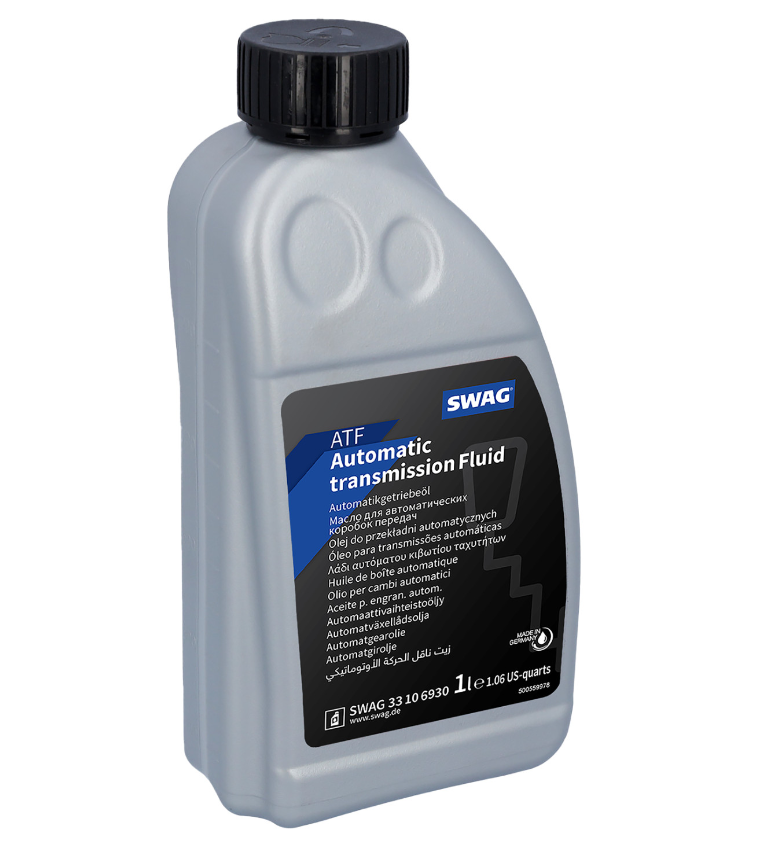 SWAG
ATF
Automatic
transmission Fluid
Automatikgetriebeöl
Масло для автоматических
коробок передач
Olej do przekładni automatycznych
Óleo para transmissões automáticas
Λάδι αυτόματου κιβωτίου ταχυτήτων
Huile de boîte automatique
Olio per cambi automatici
Aceite p. engran. autom.
Automaattivaihteistoöljy
Automatväxellådsolja
Automatgearolie
Automatgirolje
زيت ناقل الحركة الأوتوماتيكي
MADE IN
GERMANY
SWAG 33 10 6930 1l ℮ 1.06 US-quarts
www.swag.de
500559978